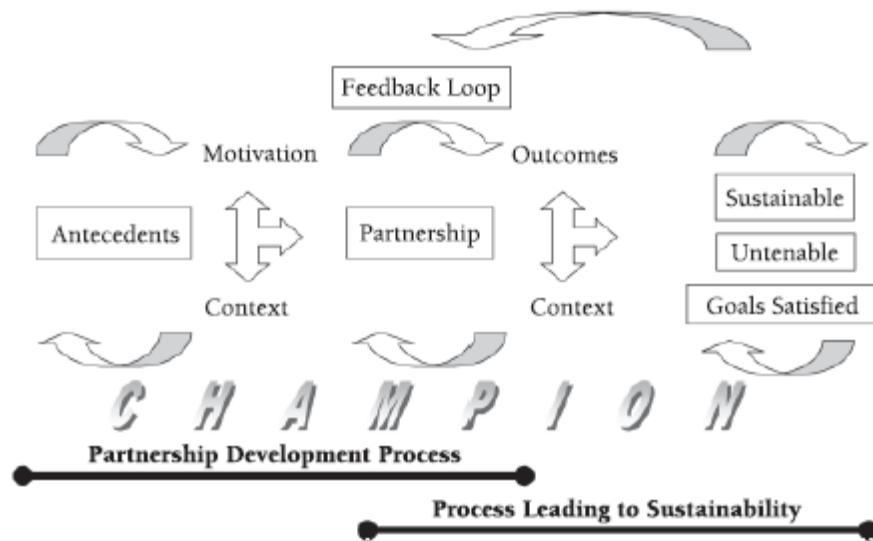 Feedback Loop
Motivation
Outcomes
Antecedents
Partnership
Sustainable
Untenable
Context
Context
Goals Satisfied
CHAMPION
Partnership Development Process
Process Leading to Sustainability